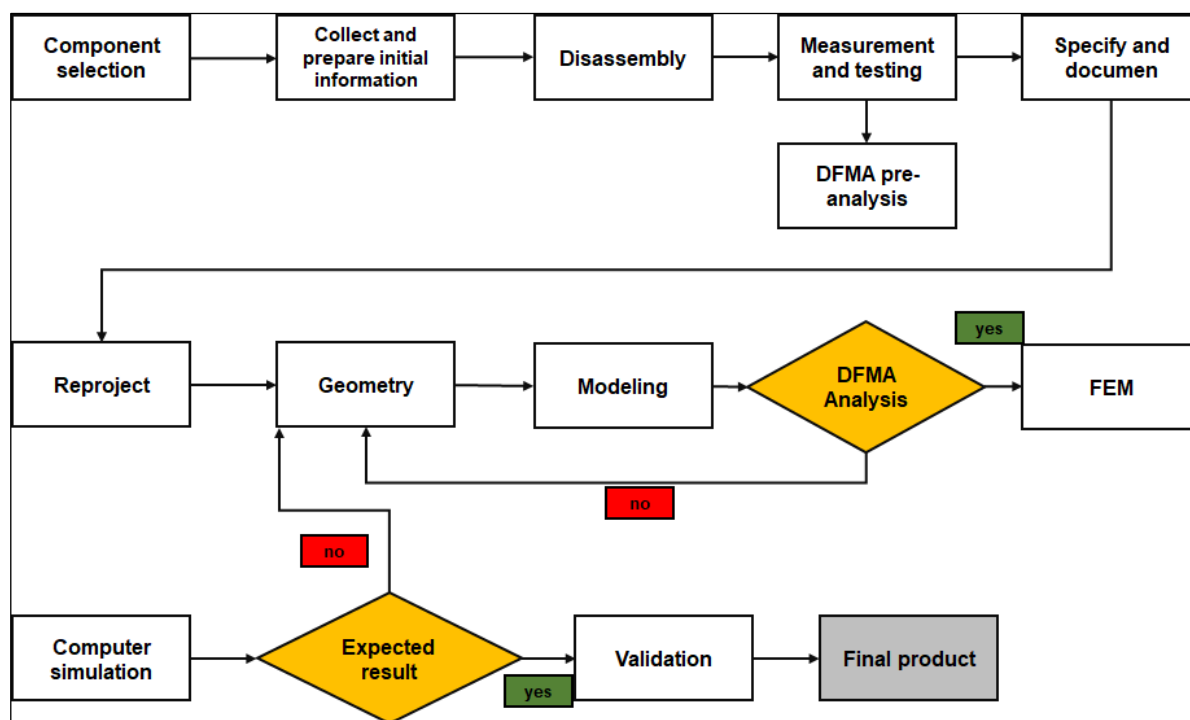 Component
selection
Collect and
prepare initial
information
Disassembly
Measurement
and testing
Specify and
documen
DFMA pre-
analysis
Reproject
Geometry
Modeling
DFMA
Analysis
yes
FEM
no
no
Computer
simulation
Expected
result
yes
Validation
Final product